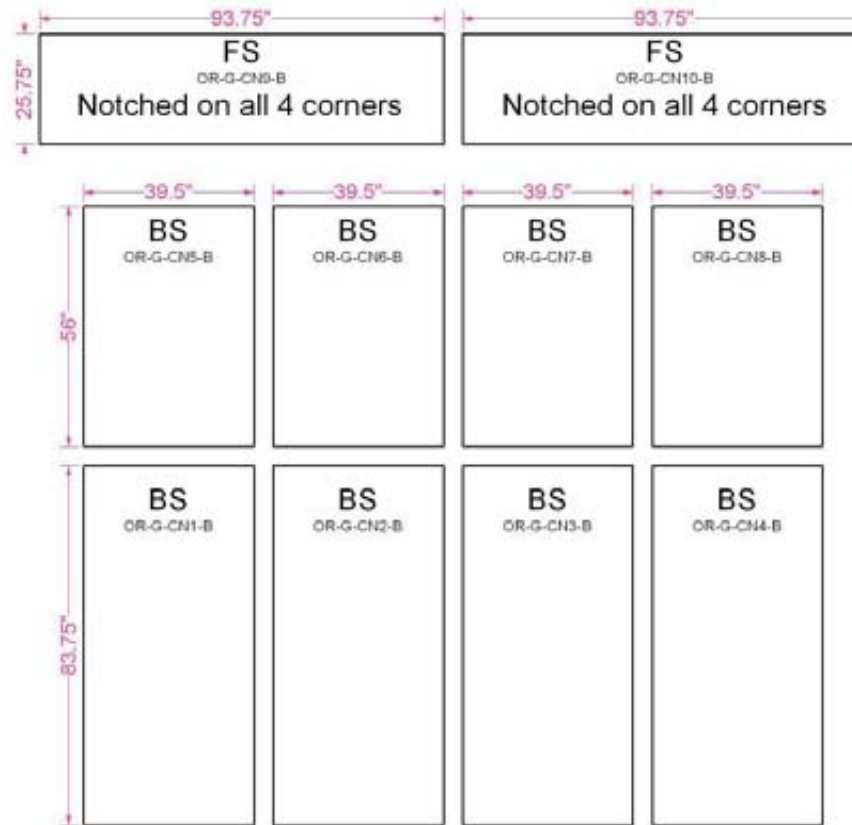 93.75" 93.75"
25.75"
FS FS
OR-G-CN9-B OR-G-CN10-B
Notched on all 4 corners Notched on all 4 corners
39.5" 39.5" 39.5" 39.5"
56"
BS BS BS BS
OR-G-CN5-B OR-G-CN6-B OR-G-CN7-B OR-G-CN8-B
83.75"
BS BS BS BS
OR-G-CN1-B OR-G-CN2-B OR-G-CN3-B OR-G-CN4-B